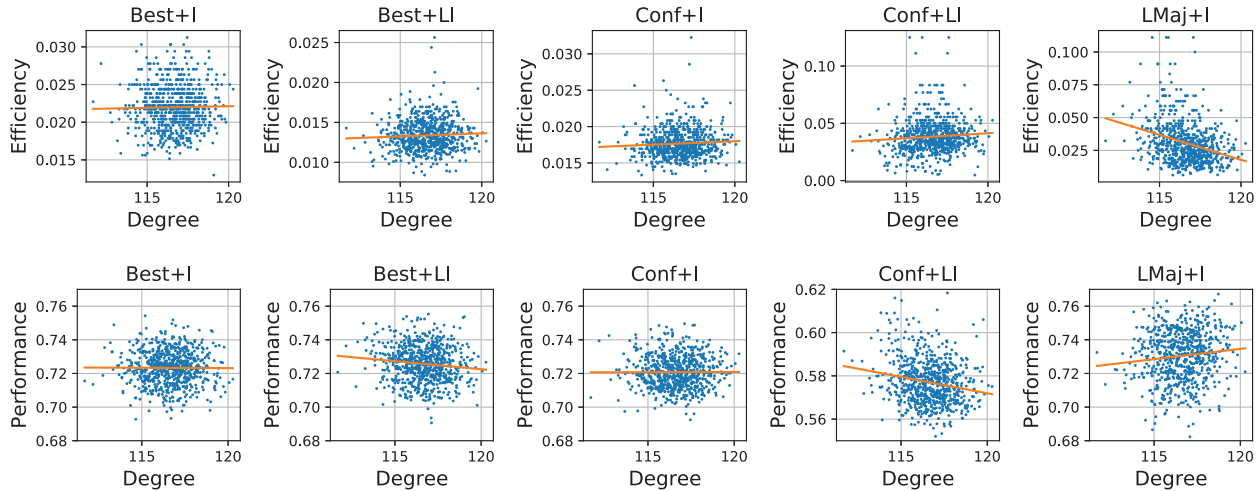 Best+I Best+LI Conf+I Conf+LI LMaj+I
0.030 0.025 0.020 0.015
Efficiency
115 120
Degree
0.025 0.020 0.015 0.010
Efficiency
115 120
Degree
0.030 0.025 0.020 0.015
Efficiency
115 120
Degree
0.10 0.05 0.00
Efficiency
115 120
Degree
0.100 0.075 0.050 0.025
Efficiency
115 120
Degree
Best+I Best+LI Conf+I Conf+LI LMaj+I
0.76 0.74 0.72 0.70 0.68
Performance
115 120
Degree
0.76 0.74 0.72 0.70 0.68
Performance
115 120
Degree
0.76 0.74 0.72 0.70 0.68
Performance
115 120
Degree
0.62 0.60 0.58 0.56
Performance
115 120
Degree
0.76 0.74 0.72 0.70 0.68
Performance
115 120
Degree